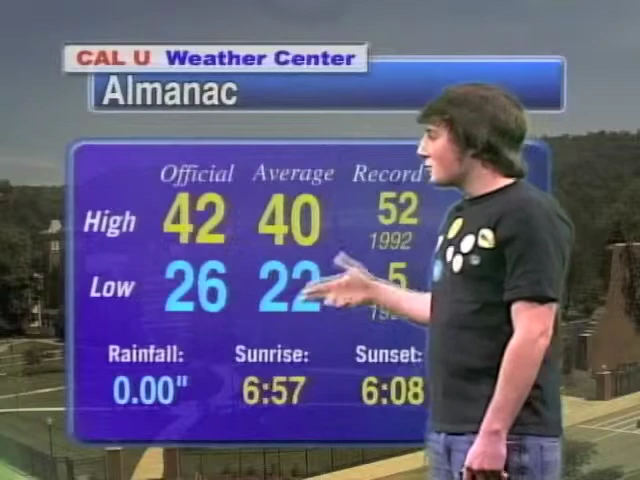 CAL U Weather Center
Almanac
Official Average Record
High 42 40 52
1992
Low 26 22 5
Rainfall: Sunrise: Sunset:
0.00" 6:57 6:08